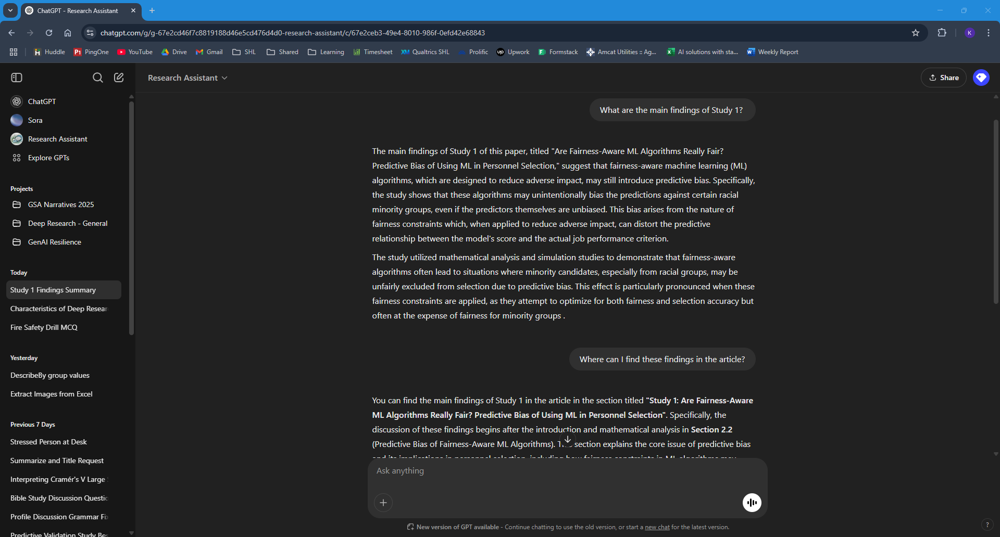 ChatGPT - Research Assistant
chatgpt.com/g/g-67e2cd46f7c8819188d46e5cd476d4d0-research-assistant/c/67e2ceb3-49e4-8010-986f-0efd42e68843
K
Huddle PingOne YouTube Drive Gmail SHL Shared Learning Timesheet Qualtrics SHL Prolific Upwork Formstack Amcat Utilities :: Ag... AI solutions with sta... Weekly Report
ChatGPT
Sora
Research Assistant
Explore GPTs
Projects
GSA Narratives 2025
Deep Research - General
GenAI Resilience
Today
Study 1 Findings Summary
Characteristics of Deep Resear
Fire Safety Drill MCQ
Yesterday
DescribeBy group values
Extract Images from Excel
Previous 7 Days
Stressed Person at Desk
Summarize and Title Request
Interpreting Cramér's V Large
Bible Study Discussion Questio
Profile Discussion Grammar Fi
Predictive Validation Study Be
Research Assistant
Share
What are the main findings of Study 1?
The main findings of Study 1 of this paper, titled "Are Fairness-Aware ML Algorithms Really Fair?
Predictive Bias of Using ML in Personnel Selection," suggest that fairness-aware machine learning (ML)
algorithms, which are designed to reduce adverse impact, may still introduce predictive bias. Specifically,
the study shows that these algorithms may unintentionally bias the predictions against certain racial
minority groups, even if the predictors themselves are unbiased. This bias arises from the nature of
fairness constraints which, when applied to reduce adverse impact, can distort the predictive
relationship between the model's score and the actual job performance criterion.
The study utilized mathematical analysis and simulation studies to demonstrate that fairness-aware
algorithms often lead to situations where minority candidates, especially from racial groups, may be
unfairly excluded from selection due to predictive bias. This effect is particularly pronounced when these
fairness constraints are applied, as they attempt to optimize for both fairness and selection accuracy but
often at the expense of fairness for minority groups .
Where can I find these findings in the article?
You can find the main findings of Study 1 in the article in the section titled "Study 1: Are Fairness-Aware
ML Algorithms Really Fair? Predictive Bias of Using ML in Personnel Selection". Specifically, the
discussion of these findings begins after the introduction and mathematical analysis in Section 2.2
(Predictive Bias of Fairness-Aware ML Algorithms). section explains the core issue of predictive bias
and its implications in personnel selection, including how fairness constraints in ML algorithms may
Ask anything
New version of GPT available - Continue chatting to use the old version, or start a new chat for the latest version.
?